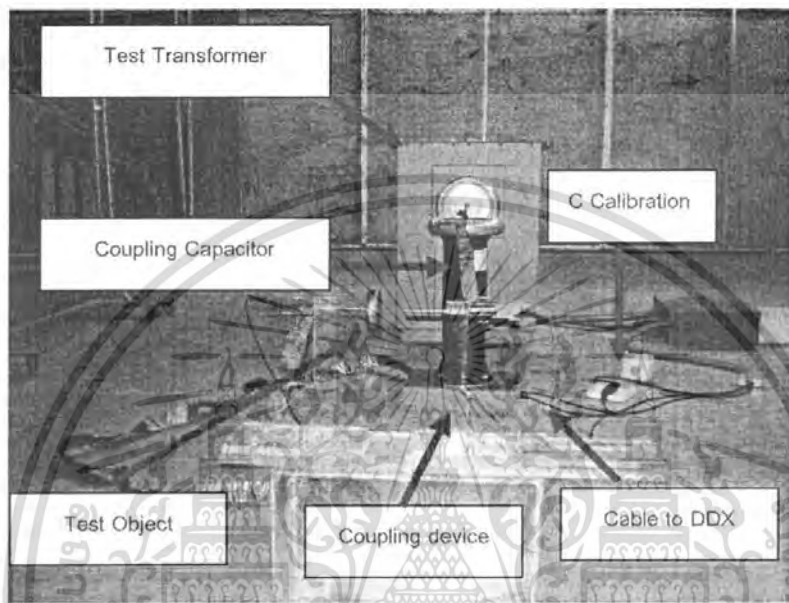 Test Transformer
C Calibration
Coupling Capacitor
Test Object
Coupling device
Cable to DDX